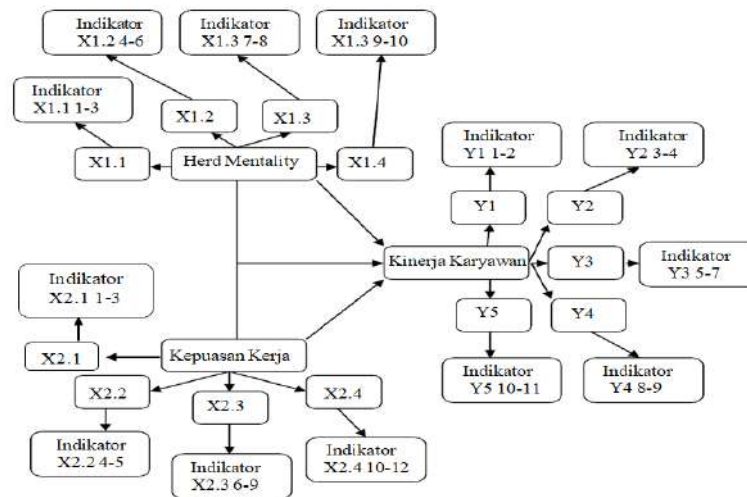 Indikator
X1.2 4-6
Indikator
X1.3 7-8
Indikator
X1.3 9-10
Indikator
X1.1 1-3
X1.2
X1.3
X1.1
Herd Mentality
X1.4
Indikator
Y1 1-2
Indikator
Y2 3-4
Y1
Y2
Kinerja Karyawan
Y3
Indikator
Y3 5-7
Indikator
X2.1 1-3
Y5
Y4
X2.1
Kepuasan Kerja
Indikator
Y5 10-11
Indikator
Y4 8-9
X2.2
X2.3
X2.4
Indikator
X2.2 4-5
Indikator
X2.3 6-9
Indikator
X2.4 10-12